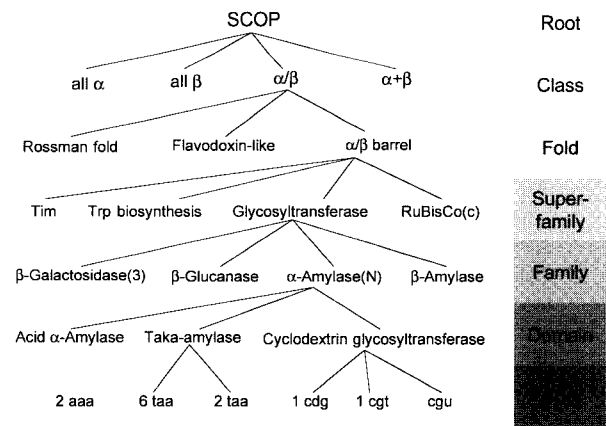 SCOP Root
all α all β α/β α+β Class
Rossman fold Flavodoxin-like α/β barrel Fold
Tim Trp biosynthesis Glycosyltransferase RuBisCo(c) Super-
family
β-Galactosidase(3) β-Glucanase α-Amylase(N) β-Amylase Family
Acid α-Amylase Taka-amylase Cyclodextrin glycosyltransferase Domain
2 aaa 6 taa 2 taa 1 cdg 1 cgt cgu